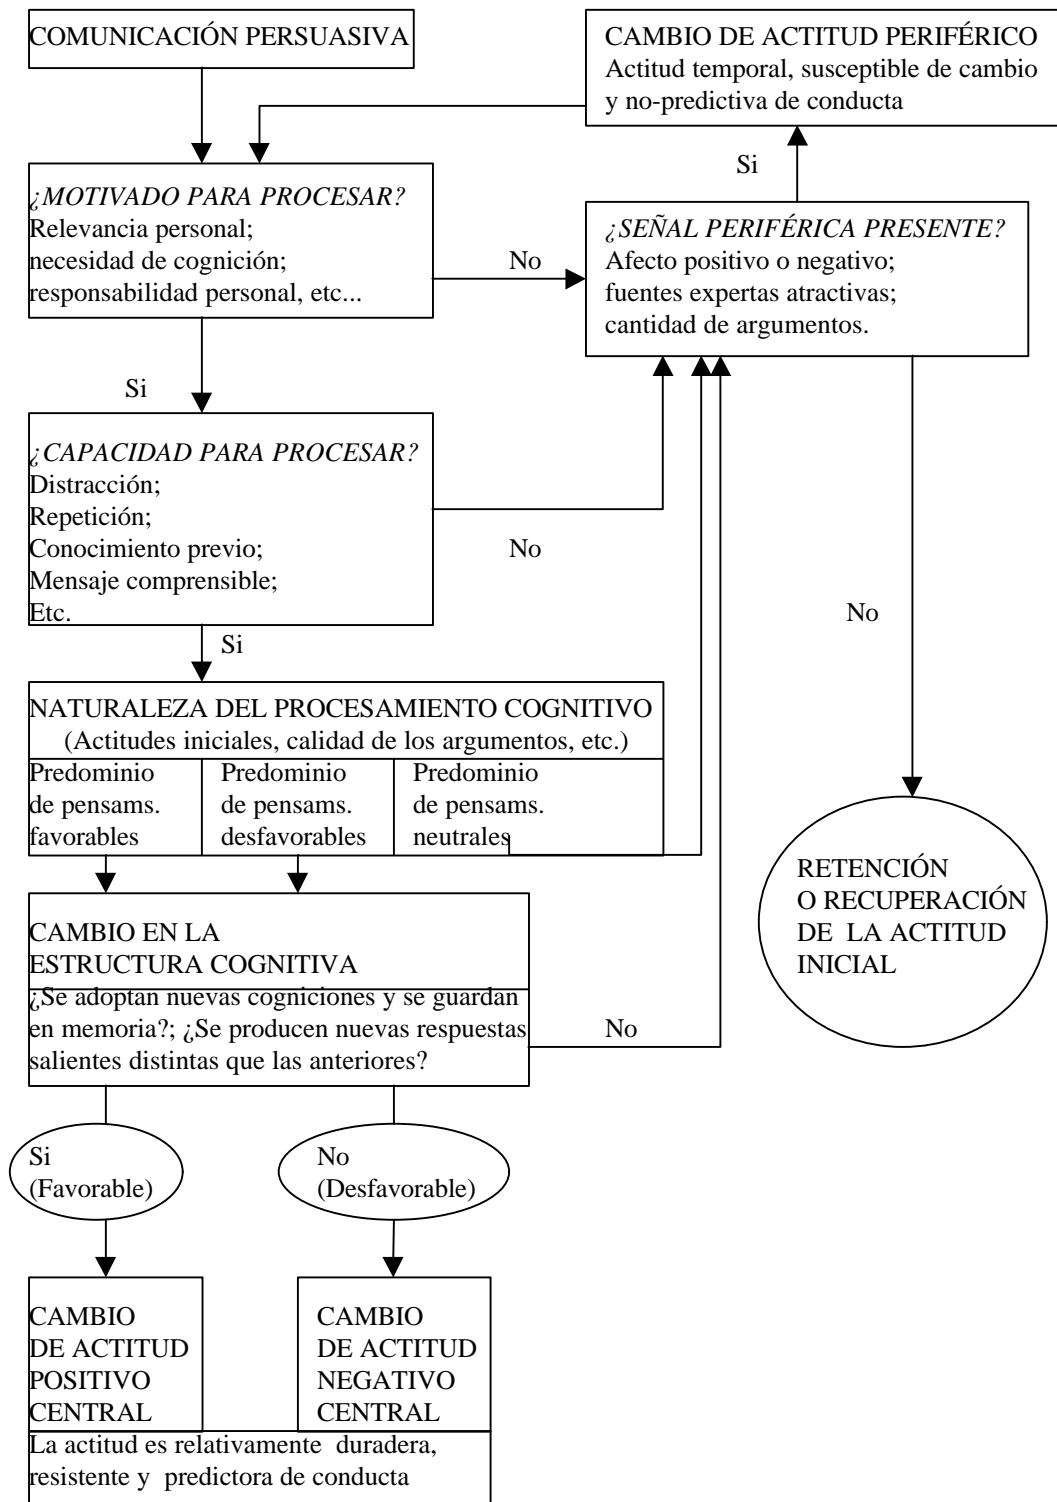 COMUNICACIÓN PERSUASIVA
CAMBIO DE ACTITUD PERIFÉRICO
Actitud temporal, susceptible de cambio
y no-predictiva de conducta
Si
¿MOTIVADO PARA PROCESAR?
Relevancia personal;
necesidad de cognición;
responsabilidad personal, etc...
No
¿SEÑAL PERIFÉRICA PRESENTE?
Afecto positivo o negativo;
fuentes expertas atractivas;
cantidad de argumentos.
Si
¿CAPACIDAD PARA PROCESAR?
Distracción;
Repetición;
Conocimiento previo;
Mensaje comprensible;
Etc.
No
No
Si
NATURALEZA DEL PROCESAMIENTO COGNITIVO
(Actitudes iniciales, calidad de los argumentos, etc.)
Predominio
de pensams.
favorables
Predominio
de pensams.
desfavorables
Predominio
de pensams.
neutrales
RETENCIÓN
O RECUPERACIÓN
DE LA ACTITUD
INICIAL
CAMBIO EN LA
ESTRUCTURA COGNITIVA
¿Se adoptan nuevas cogniciones y se guardan
en memoria?; ¿Se producen nuevas respuestas
salientes distintas que las anteriores?
No
Si
(Favorable)
No
(Desfavorable)
CAMBIO
DE ACTITUD
POSITIVO
CENTRAL
CAMBIO
DE ACTITUD
NEGATIVO
CENTRAL
La actitud es relativamente duradera,
resistente y predictora de conducta